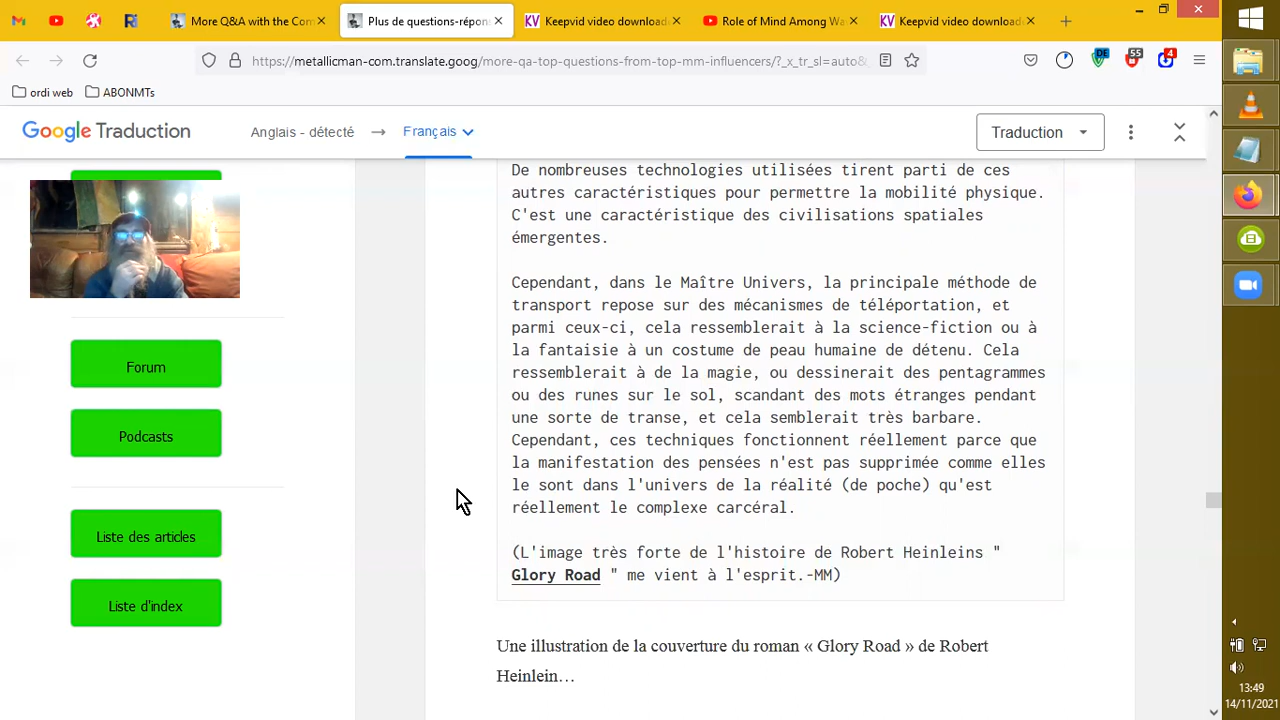 More Q&A with the Com
Plus de questions-répon
Keepvid video download
Role of Mind Among Wa
Keepvid video download
https://metallicman-com.translate.goog/more-qa-and-questions-from-top-mm-influencers/?_x_tr_sl=auto&
DE
55
4
ordi web
ABONMTs
Google Traduction
Anglais - détecté
Français
Traduction
De nombreuses technologies utilisées tirent parti de ces
autres caractéristiques pour permettre la mobilité physique.
C'est une caractéristique des civilisations spatiales
émergentes.
Cependant, dans le Maître Univers, la principale méthode de
transport repose sur des mécanismes de téléportation, et
parmi ceux-ci, cela ressemblerait à la science-fiction ou à
la fantaisie à un costume de peau humaine de détenu. Cela
ressemblerait à de la magie, ou dessinerait des pentagrammes
ou des runes sur le sol, scandant des mots étranges pendant
une sorte de transe, et cela semblerait très barbare.
Cependant, ces techniques fonctionnent réellement parce que
la manifestation des pensées n'est pas supprimée comme elles
le sont dans l'univers de la réalité (de poche) qu'est
réellement le complexe carcéral.
(L'image très forte de l'histoire de Robert Heinleins "
Glory Road " me vient à l'esprit.-MM)
Une illustration de la couverture du roman « Glory Road » de Robert
Heinlein…
Forum
Podcasts
Liste des articles
Liste d'index
13:49
14/11/2021